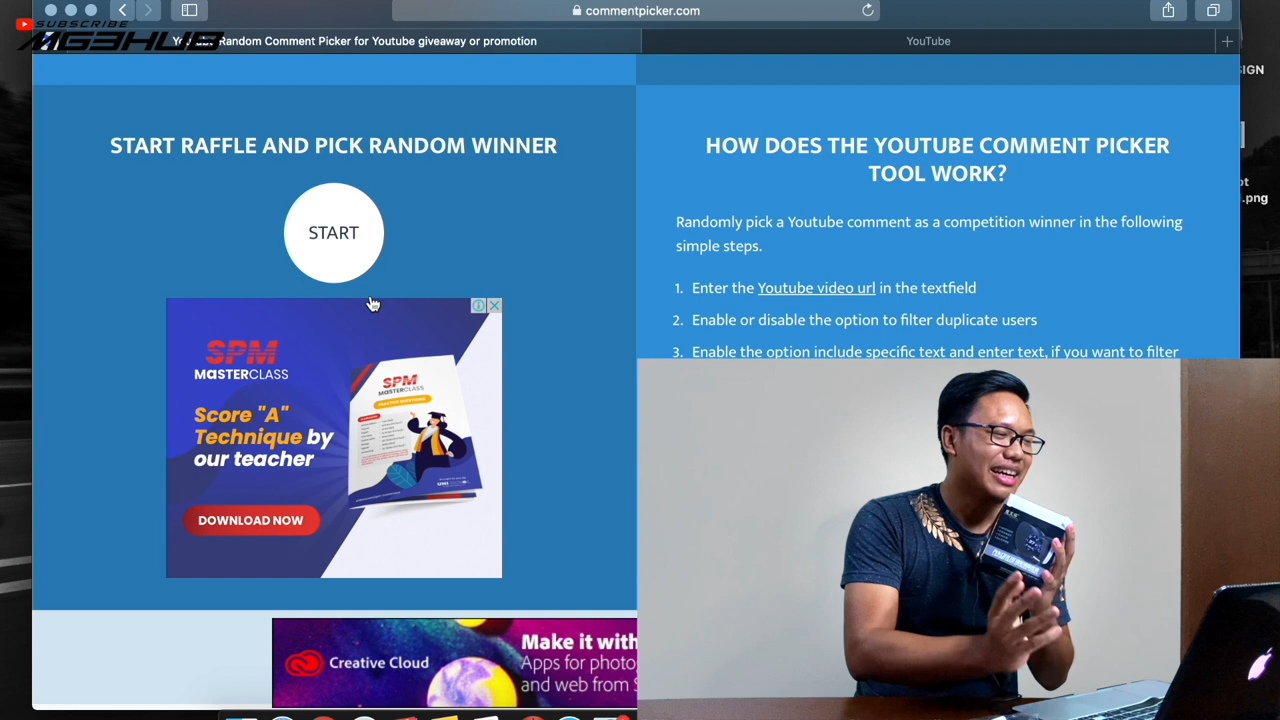 commentpicker.com
SUBSCRIBE
MG3HUB
Random Comment Picker for Youtube giveaway or promotion
YouTube
START RAFFLE AND PICK RANDOM WINNER
START
SPM
MASTERCLASS
Score "A"
Technique by
our teacher
DOWNLOAD NOW
SPM
MASTERCLASS
HOW DOES THE YOUTUBE COMMENT PICKER
TOOL WORK?
Randomly pick a Youtube comment as a competition winner in the following
simple steps.
1. Enter the Youtube video url in the textfield
2. Enable or disable the option to filter duplicate users
3. Enable the option include specific text and enter text, if you want to filter
Creative Cloud
Make it with
Apps for photo
and web from
.png